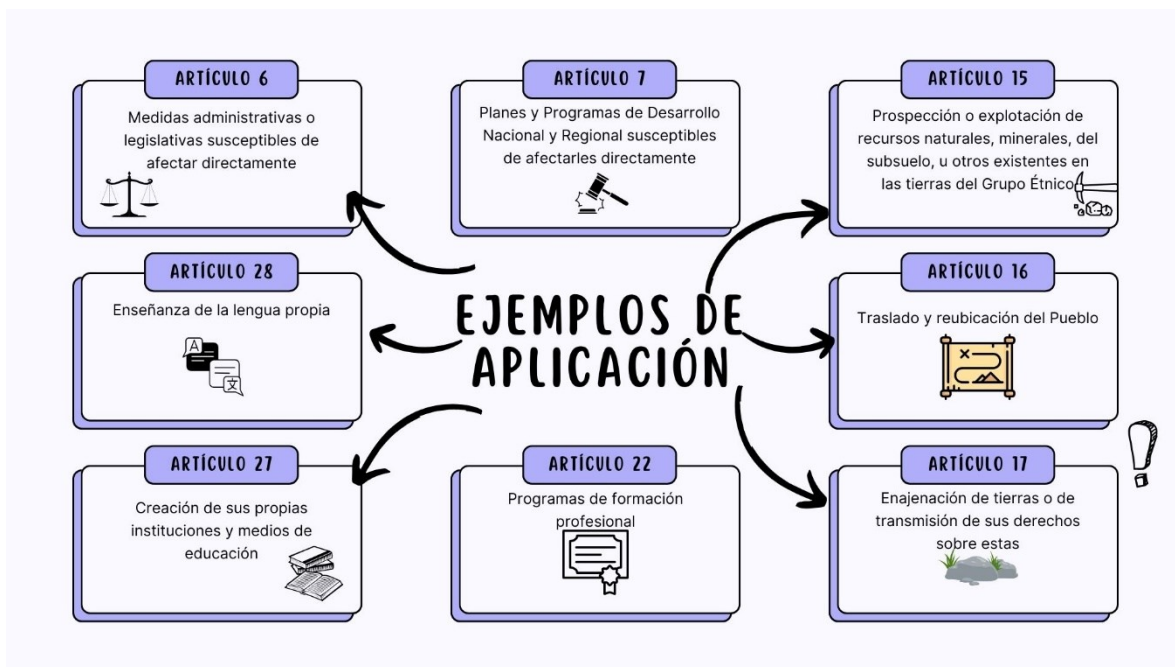 ARTÍCULO 6
Medidas administrativas o
legislativas susceptibles de
afectar directamente
ARTÍCULO 7
Planes y Programas de Desarrollo
Nacional y Regional susceptibles
de afectarles directamente
ARTÍCULO 15
Prospección o explotación de
recursos naturales, minerales, del
subsuelo, u otros existentes en
las tierras del Grupo Étnico
ARTÍCULO 28
Enseñanza de la lengua propia
A
文
EJEMPLOS DE
APLICACIÓN
ARTÍCULO 16
Traslado y reubicación del Pueblo
ARTÍCULO 27
Creación de sus propias
instituciones y medios de
educación
ARTÍCULO 22
Programas de formación
profesional
ARTÍCULO 17
Enajenación de tierras o de
transmisión de sus derechos
sobre estas
!